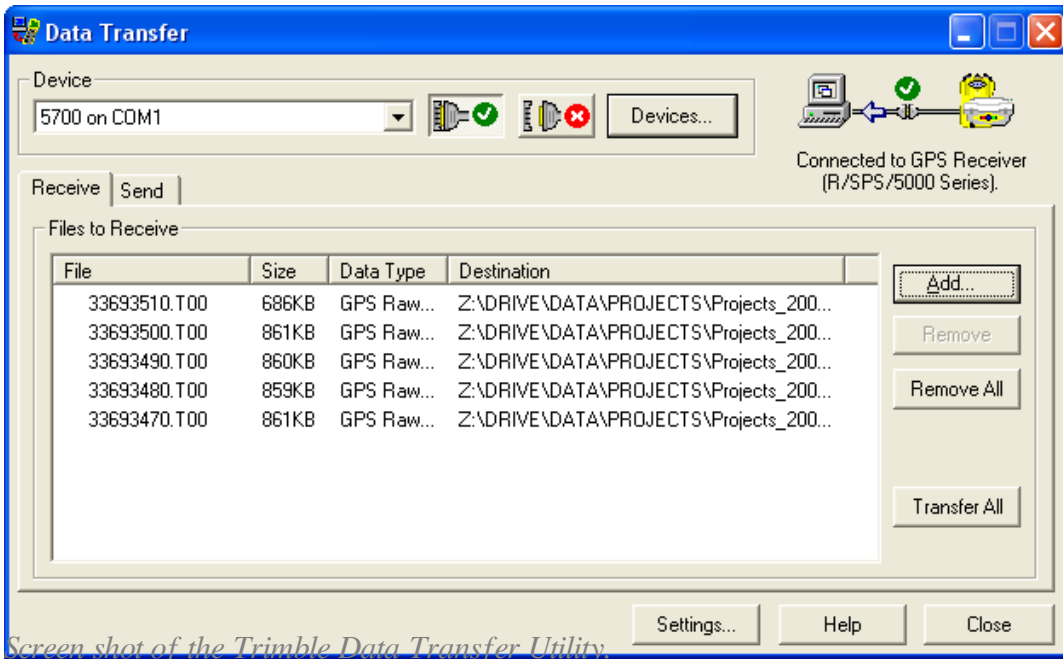 Data Transfer
Device
5700 on COM1
Devices...
Connected to GPS Receiver
(R/SPS/5000 Series).
Receive
Send
Files to Receive
File Size Data Type Destination
33693510.T00 686KB GPS Raw... Z:\DRIVE\DATA\PROJECTS\Projects_200...
33693500.T00 861KB GPS Raw... Z:\DRIVE\DATA\PROJECTS\Projects_200...
33693490.T00 860KB GPS Raw... Z:\DRIVE\DATA\PROJECTS\Projects_200...
33693480.T00 859KB GPS Raw... Z:\DRIVE\DATA\PROJECTS\Projects_200...
33693470.T00 861KB GPS Raw... Z:\DRIVE\DATA\PROJECTS\Projects_200...
Add...
Remove
Remove All
Transfer All
Settings...
Help
Close
Screen shot of the Trimble Data Transfer Utility.